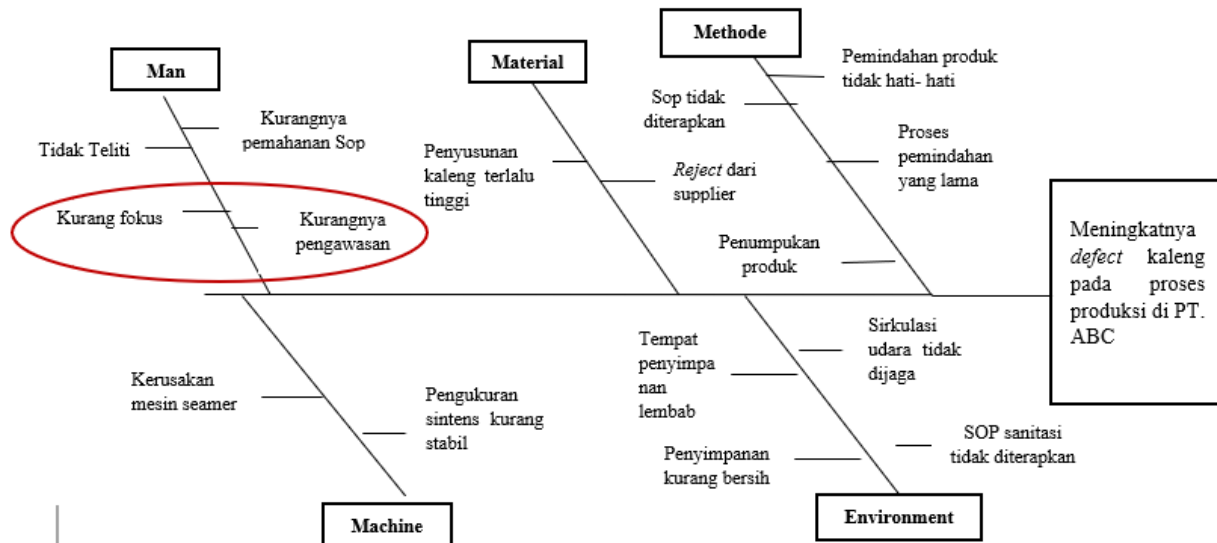 Man
Kurangnya
pemahanan Sop
Tidak Teliti
Kurang fokus
Kurangnya
pengawasan
Material
Penyusunan
kaleng terlalu
tinggi
Reject dari
supplier
Methode
Pemindahan produk
tidak hati- hati
Sop tidak
diterapkan
Proses
pemindahan
yang lama
Penumpukan
produk
Meningkatnya
defect kaleng
pada proses
produksi di PT.
ABC
Kerusakan
mesin seamer
Pengukuran
sintens kurang
stabil
Machine
Tempat
penyimpa
nan
lembab
Sirkulasi
udara tidak
dijaga
Penyimpanan
kurang bersih
SOP sanitasi
tidak diterapkan
Environment